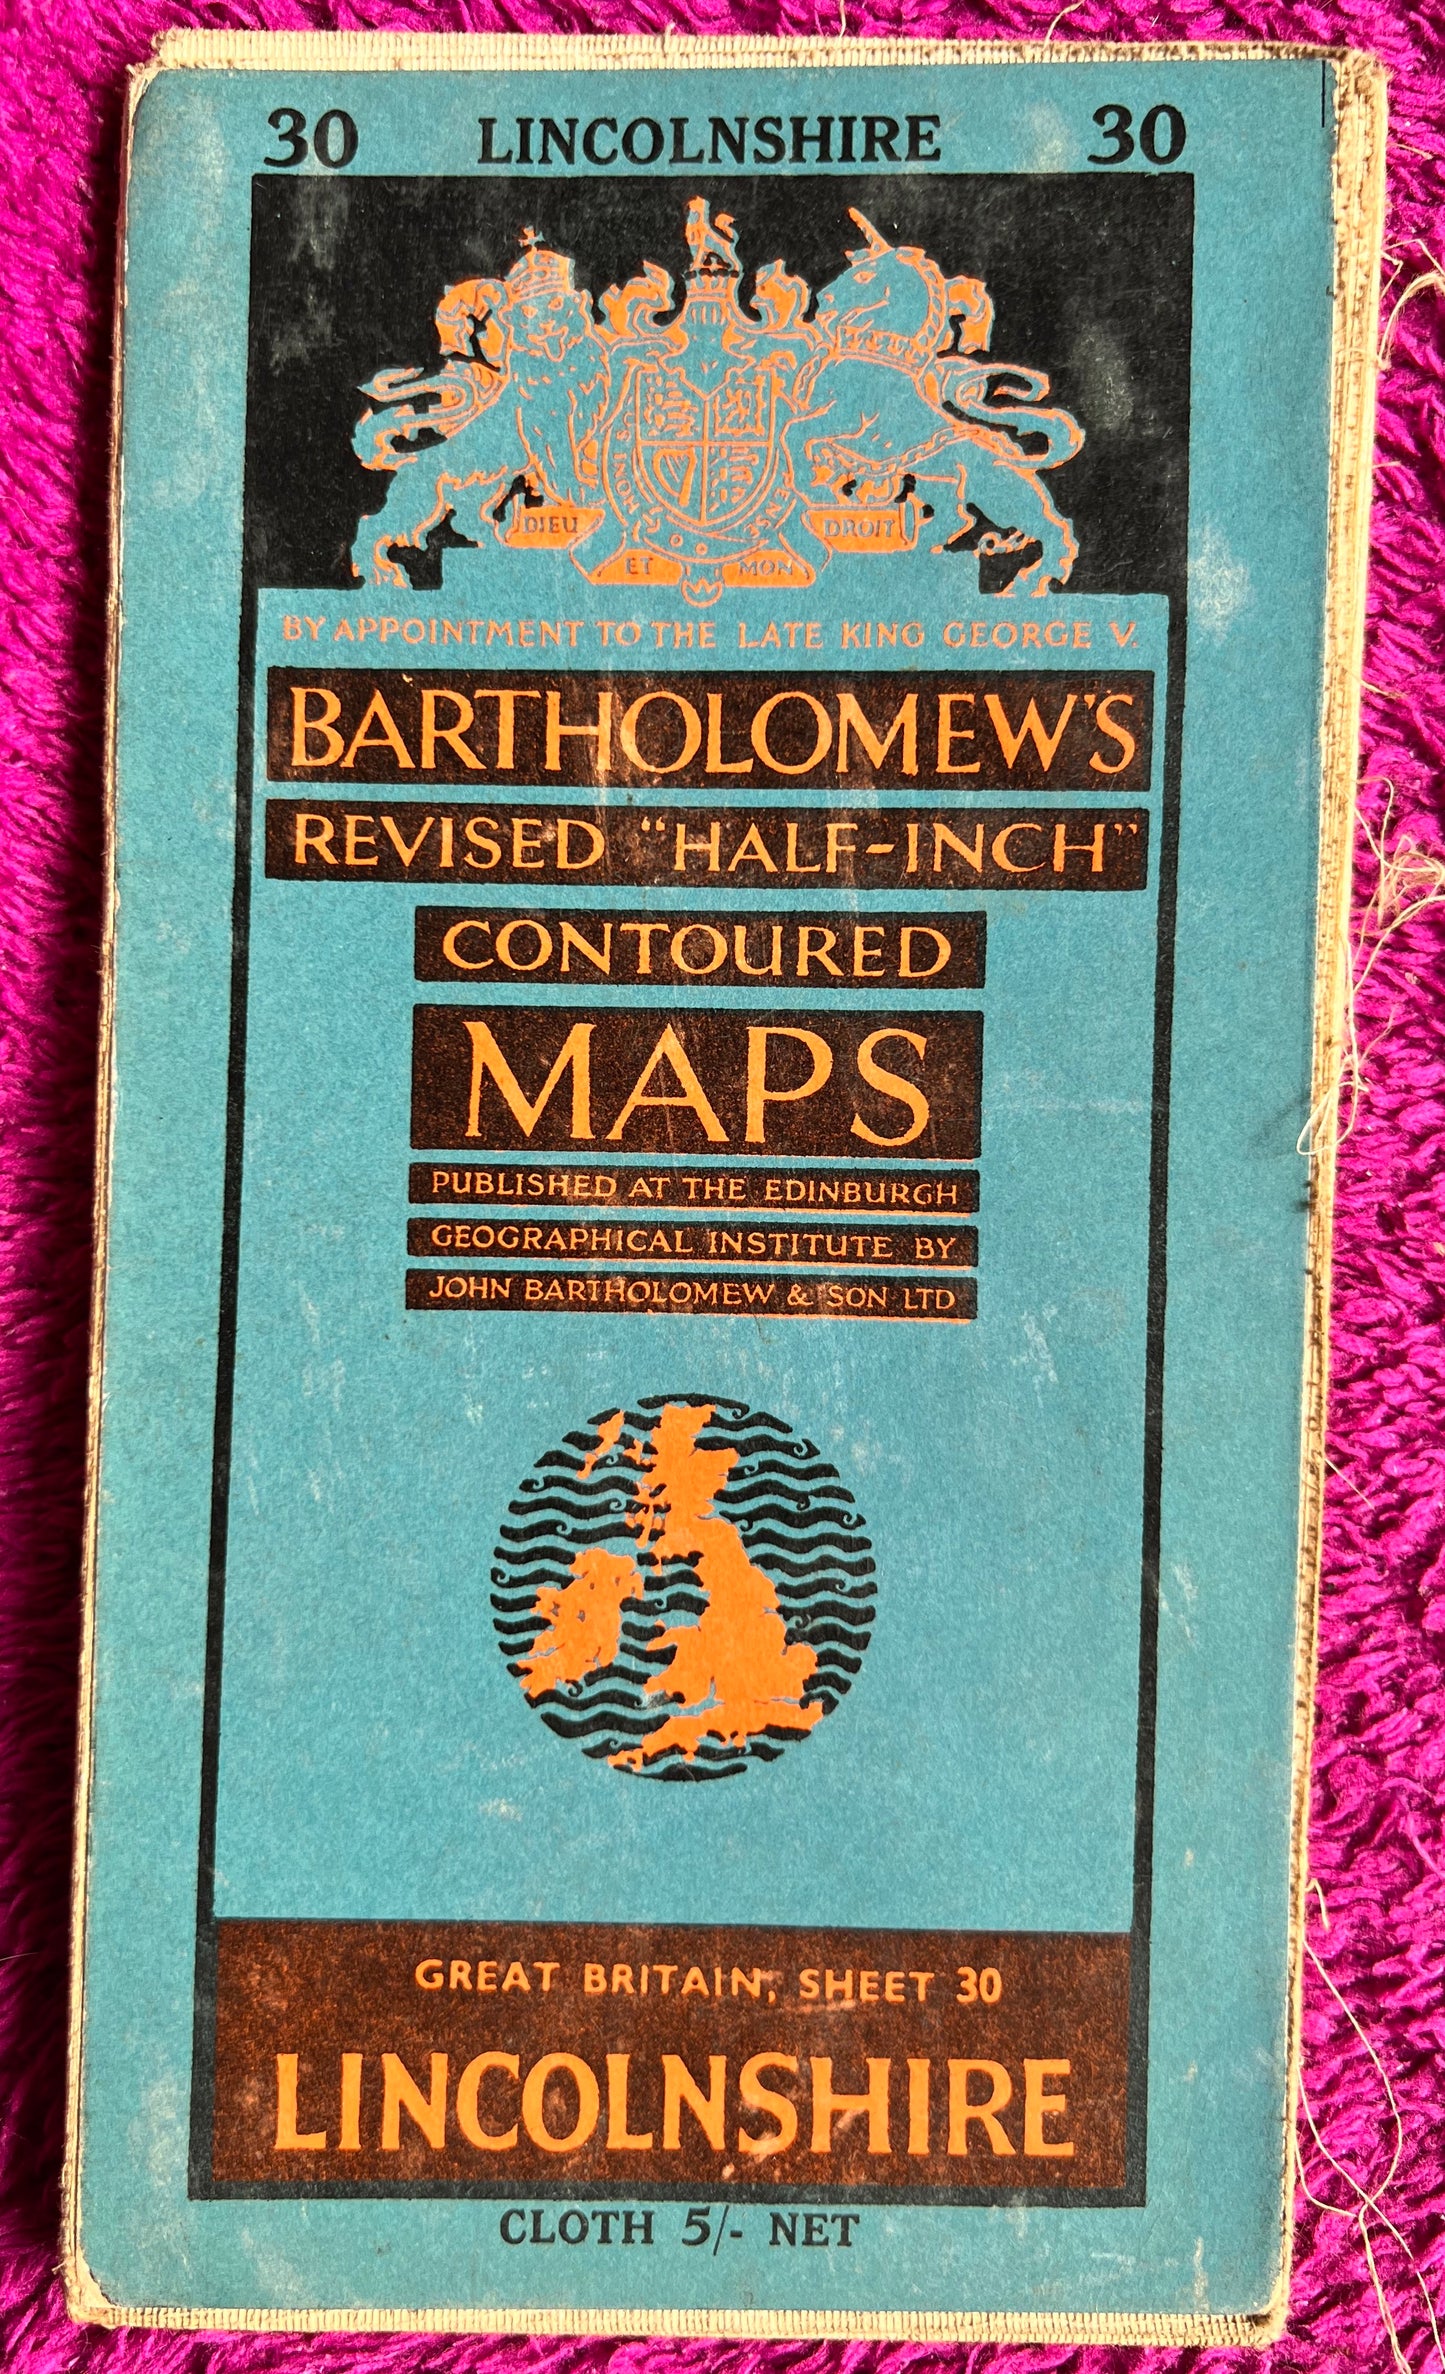 30 LINCOLNSHIRE 30
DIEU ET MON DROIT
BY APPOINTMENT TO THE LATE KING GEORGE V.
BARTHOLOMEW'S
REVISED "HALF-INCH"
CONTOURED
MAPS
PUBLISHED AT THE EDINBURGH
GEOGRAPHICAL INSTITUTE BY
JOHN BARTHOLOMEW & SON LTD
GREAT BRITAIN, SHEET 30
LINCOLNSHIRE
CLOTH 5/- NET